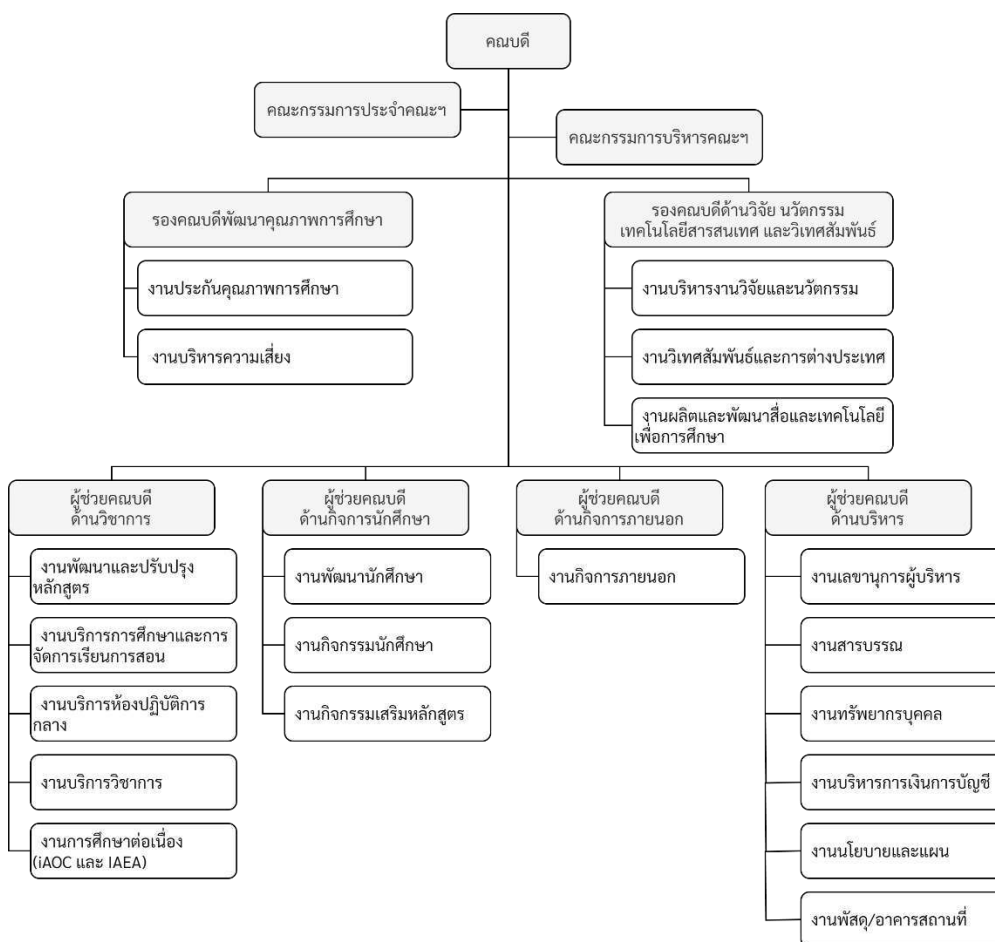 คณบดี
คณะกรรมการประจำคณะฯ
คณะกรรมการบริหารคณะฯ
รองคณบดีพัฒนาคุณภาพการศึกษา
งานประกันคุณภาพการศึกษา
งานบริหารความเสี่ยง
รองคณบดีด้านวิจัย นวัตกรรม
เทคโนโลยีสารสนเทศ และวิเทศสัมพันธ์
งานบริหารงานวิจัยและนวัตกรรม
งานวิเทศสัมพันธ์และการต่างประเทศ
งานผลิตและพัฒนาสื่อและเทคโนโลยี
เพื่อการศึกษา
ผู้ช่วยคณบดี
ด้านวิชาการ
งานพัฒนาและปรับปรุง
หลักสูตร
งานบริการการศึกษาและการ
จัดการเรียนการสอน
งานบริการห้องปฏิบัติการ
กลาง
งานบริการวิชาการ
งานการศึกษาต่อเนื่อง
(iAOC และ IAEA)
ผู้ช่วยคณบดี
ด้านกิจการนักศึกษา
งานพัฒนานักศึกษา
งานกิจกรรมนักศึกษา
งานกิจกรรมเสริมหลักสูตร
ผู้ช่วยคณบดี
ด้านกิจการภายนอก
งานกิจการภายนอก
ผู้ช่วยคณบดี
ด้านบริหาร
งานเลขานุการผู้บริหาร
งานสารบรรณ
งานทรัพยากรบุคคล
งานบริหารการเงินการบัญชี
งานนโยบายและแผน
งานพัสดุ/อาคารสถานที่